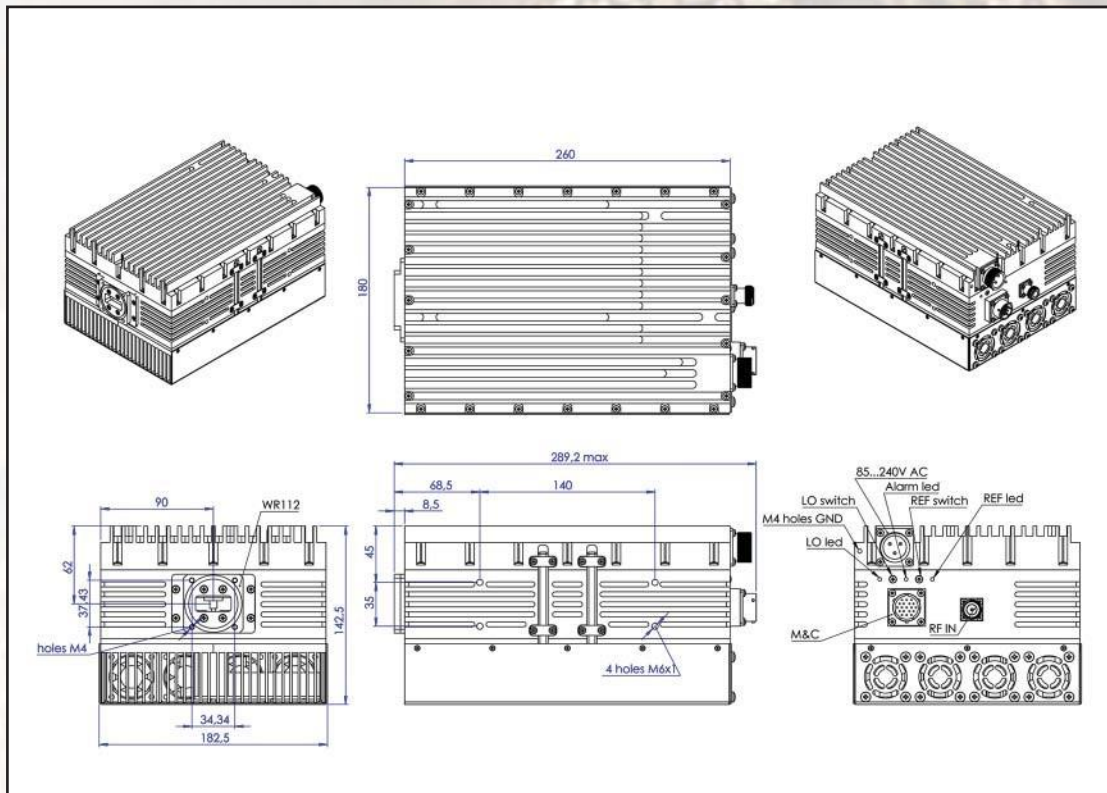 260
180
289,2 max
68,5
140
8,5
45
35
4 holes M6x1
90
WR112
62
37,43
142,5
holes M4
34,34
182,5
85...240V AC
Alarm led
LO switch
REF switch
REF led
M4 holes GND
LO led
M&C
RF IN